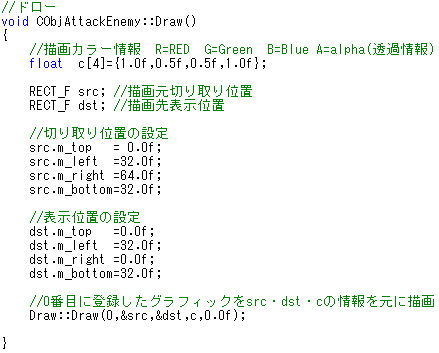 //ドロー
void CObjAttackEnemy::Draw()
{
//描画カラー情報 R=RED G=Green B=Blue A=alpha(透過情報)
float c[4]={1.0f,0.5f,0.5f,1.0f};
RECT_F src; //描画元切り取り位置
RECT_F dst; //描画先表示位置
//切り取り位置の設定
src.m_top = 0.0f;
src.m_left =32.0f;
src.m_right =64.0f;
src.m_bottom=32.0f;
//表示位置の設定
dst.m_top =0.0f;
dst.m_left =32.0f;
dst.m_right =0.0f;
dst.m_bottom=32.0f;
//0番目に登録したグラフィックをsrc・dst・cの情報を元に描画
Draw::Draw(0,&src,&dst,c,0.0f);
}